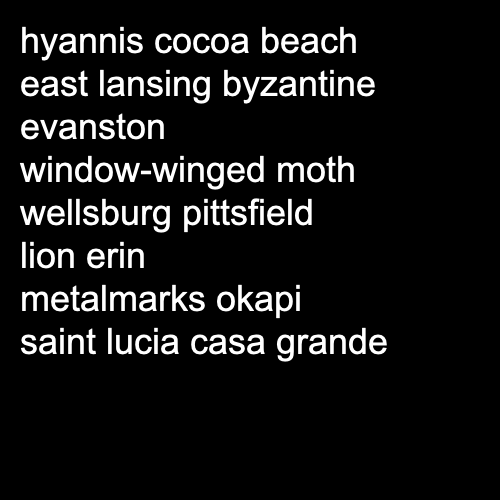 hyannis cocoa beach
east lansing byzantine
evanston
window-winged moth
wellsburg pittsfield
lion erin
metalmarks okapi
saint lucia casa grande